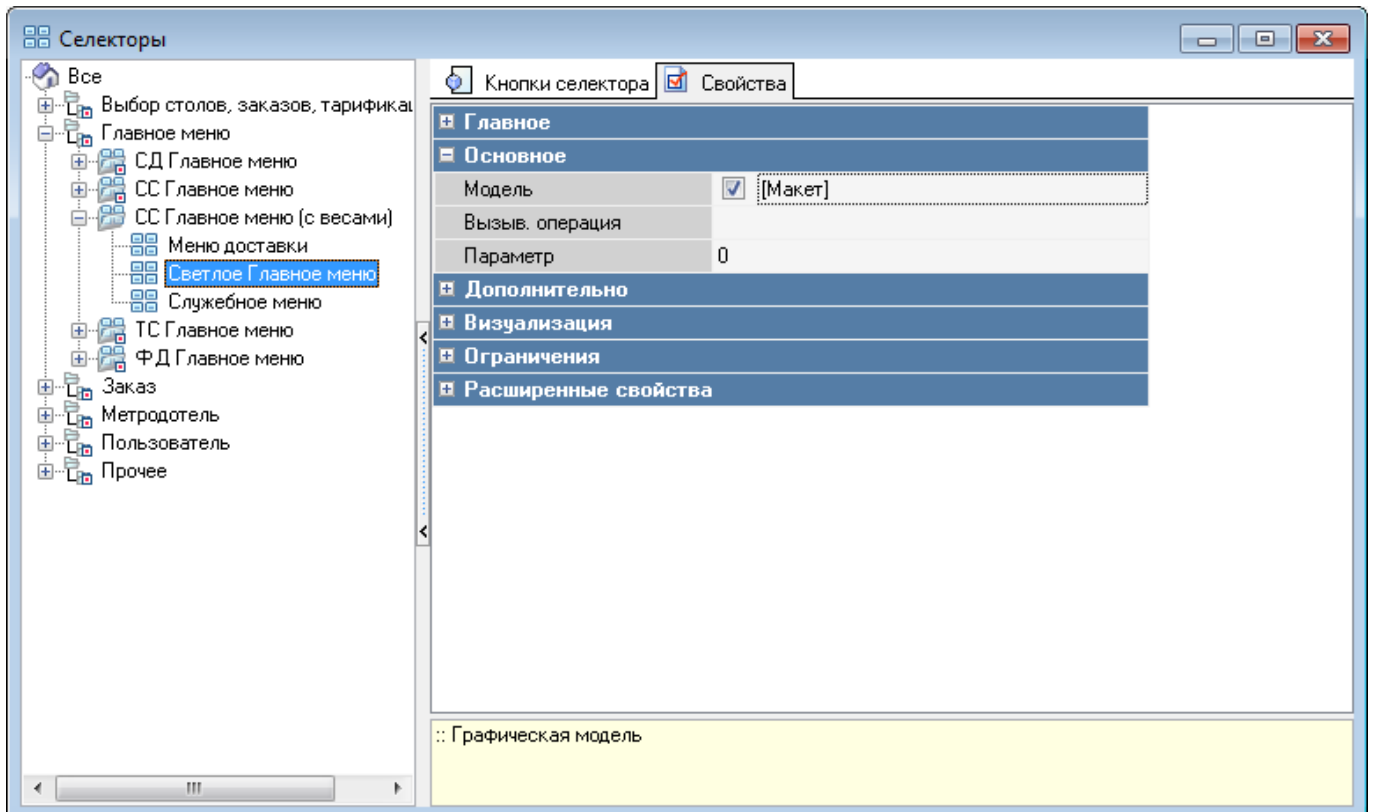 Селекторы
Все
Выбор столов, заказов, тарификац
Главное меню
СД Главное меню
СС Главное меню
СС Главное меню (с весами)
Меню доставки
Светлое Главное меню
Служебное меню
ТС Главное меню
ФД Главное меню
Заказ
Метродотель
Пользователь
Прочее
Кнопки селектора Свойства
Главное
Основное
Модель [Макет]
Вызыв. операция
Параметр 0
Дополнительно
Визуализация
Ограничения
Расширенные свойства
:: Графическая модель